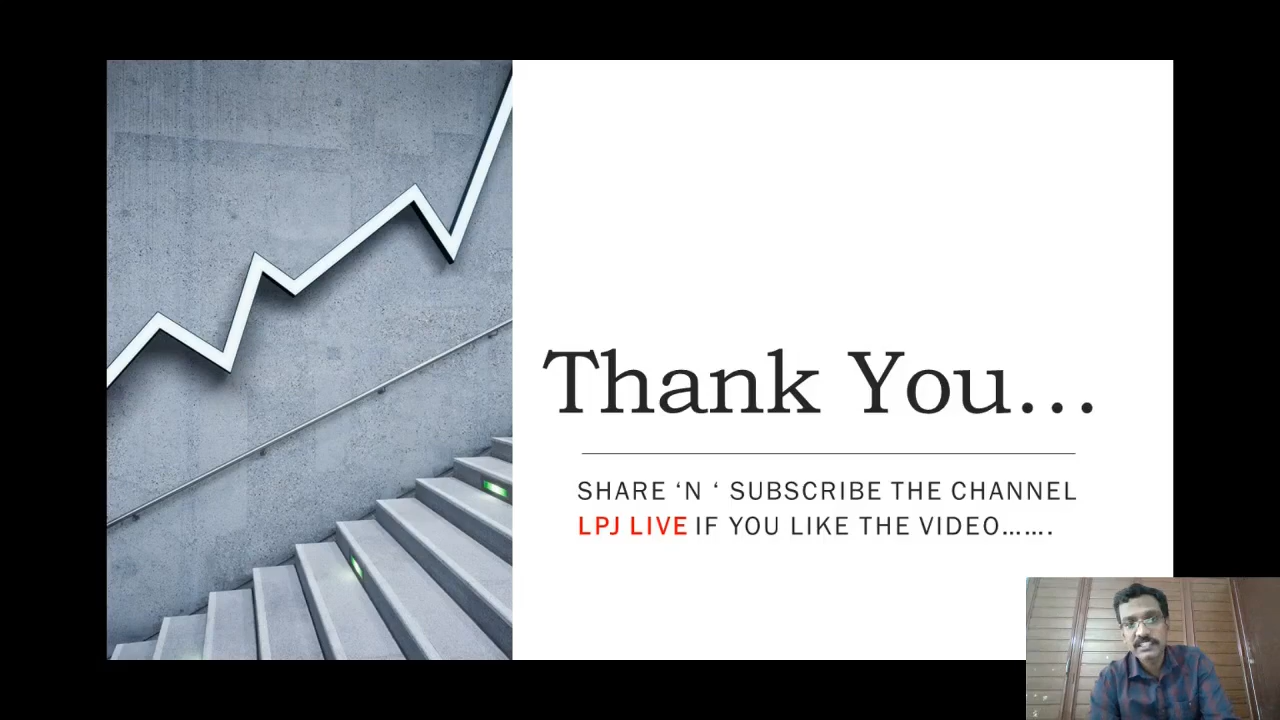 Thank You...
SHARE ‘N ‘ SUBSCRIBE THE CHANNEL
LPJ LIVE IF YOU LIKE THE VIDEO.......